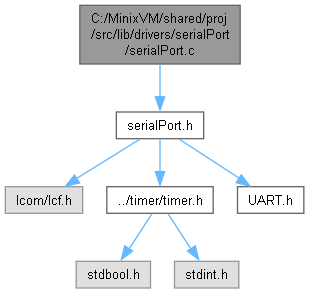 C:/MinixVM/shared/proj
/src/lib/drivers/serialPort
/serialPort.c
serialPort.h
lcom/lcf.h
../timer/timer.h
UART.h
stdbool.h
stdint.h